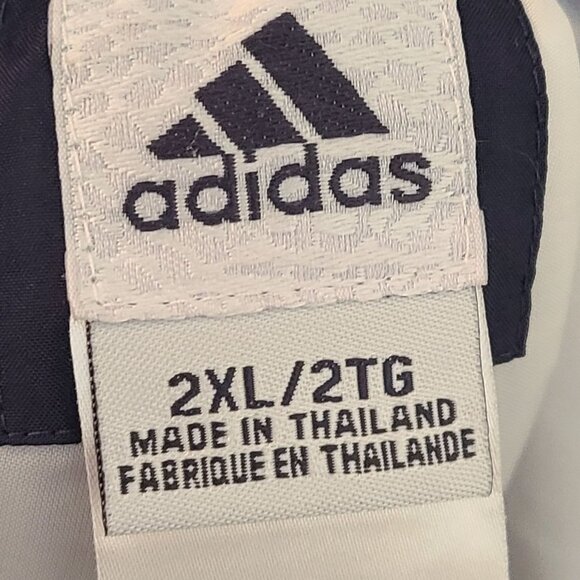 adidas
2XL/2TG
MADE IN THAILAND
FABRIQUE EN THAILANDE